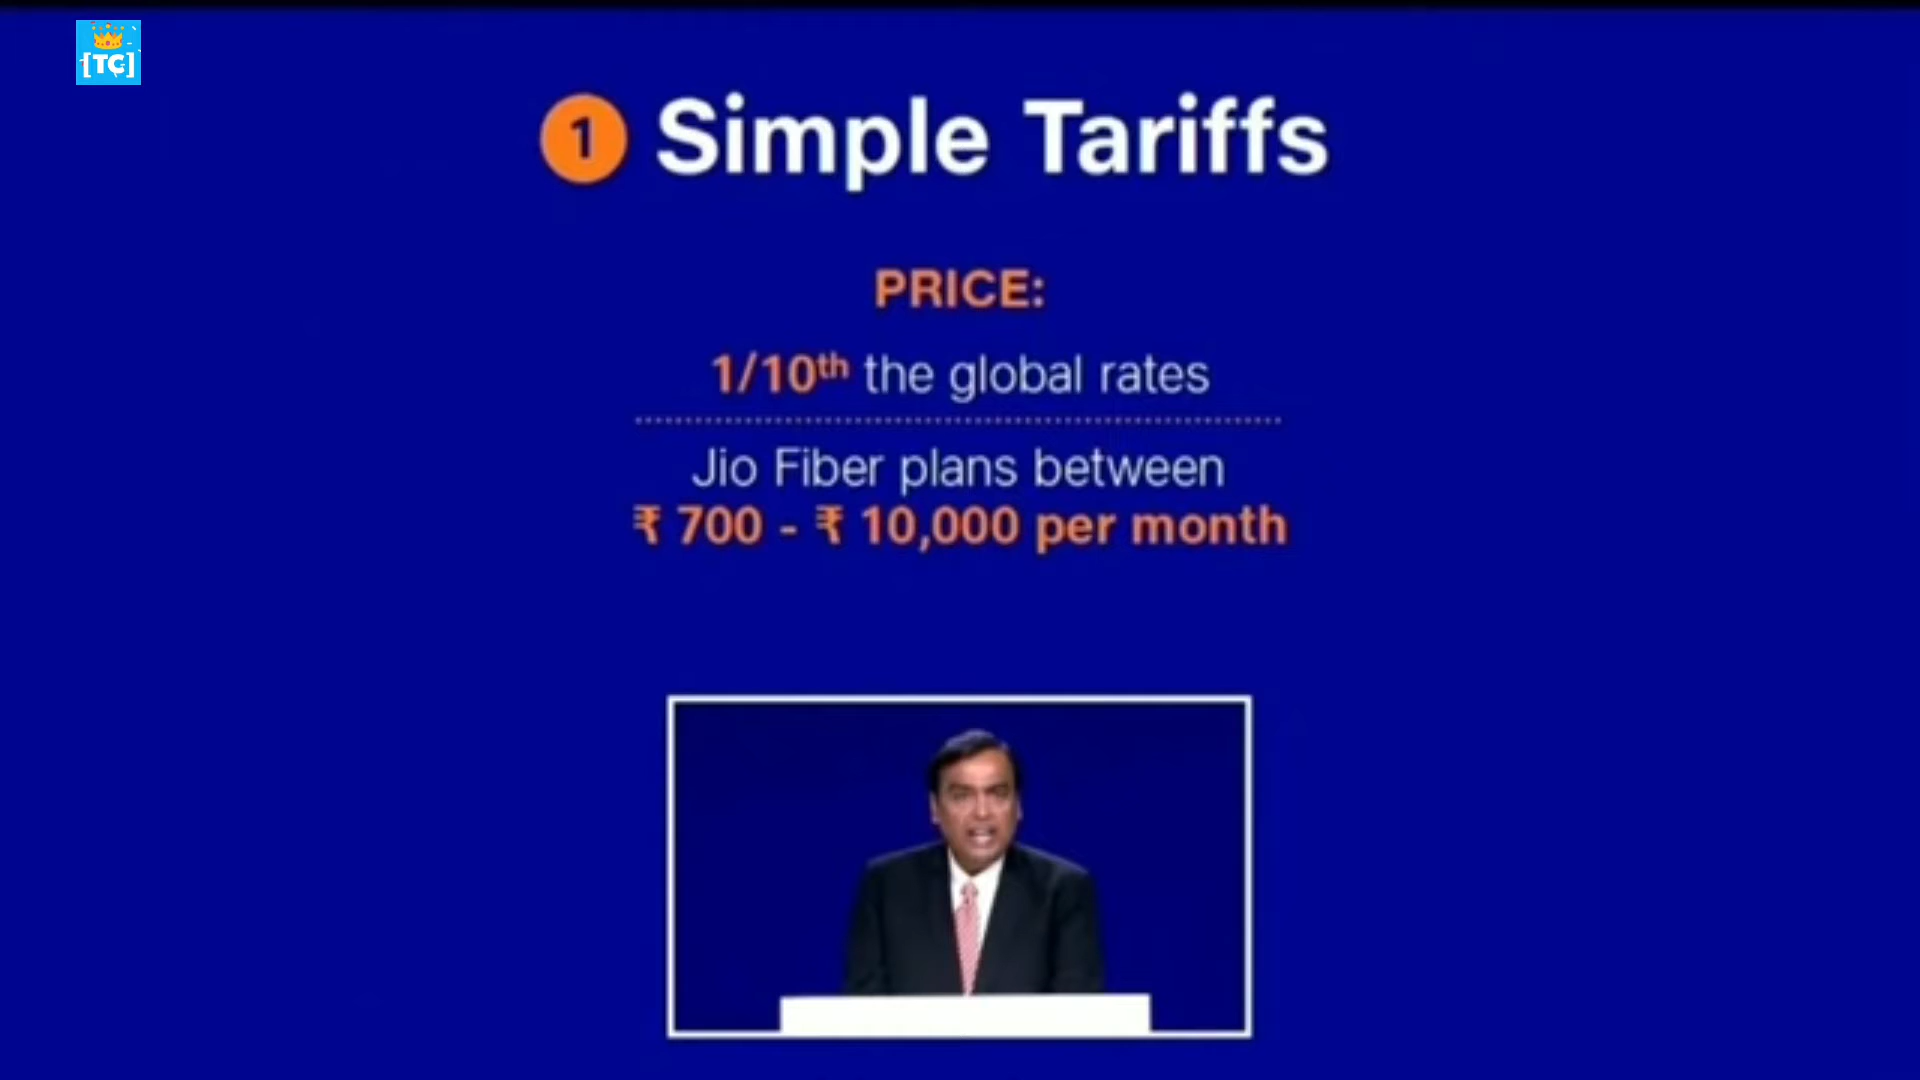 [TC]
1 Simple Tariffs
PRICE:
1/10th the global rates
Jio Fiber plans between
₹ 700 - ₹ 10,000 per month